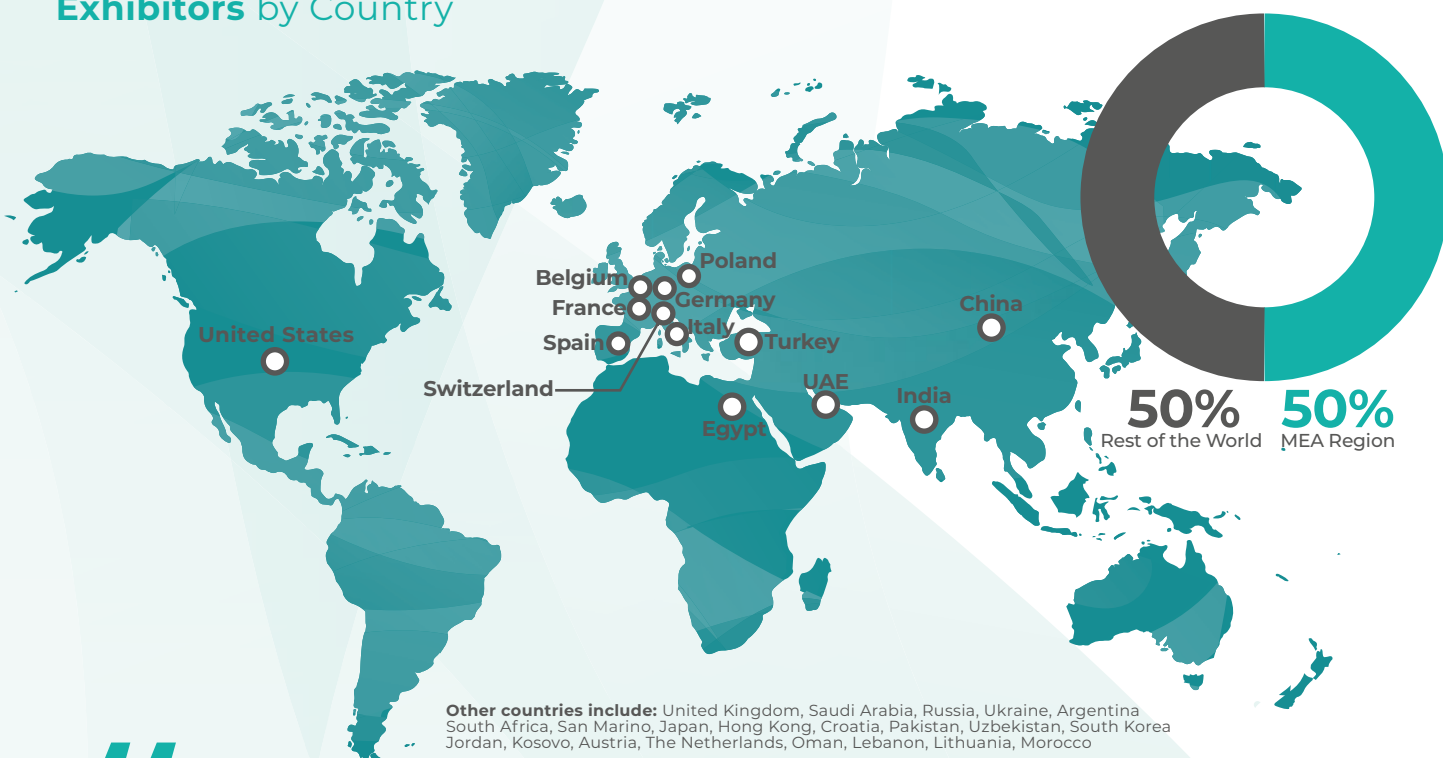 Exhibitors by Country
Poland
Belgium
Germany
France
China
Italy
United States
Spain
Turkey
UAE
Switzerland
India
Egypt
50%
50%
Rest of the World
MEA Region
Other countries include: United Kingdom, Saudi Arabia, Russia, Ukraine, Argentina
South Africa, San Marino, Japan, Hong Kong, Croatia, Pakistan, Uzbekistan, South Korea
Jordan, Kosovo, Austria, The Netherlands, Oman, Lebanon, Lithuania, Morocco